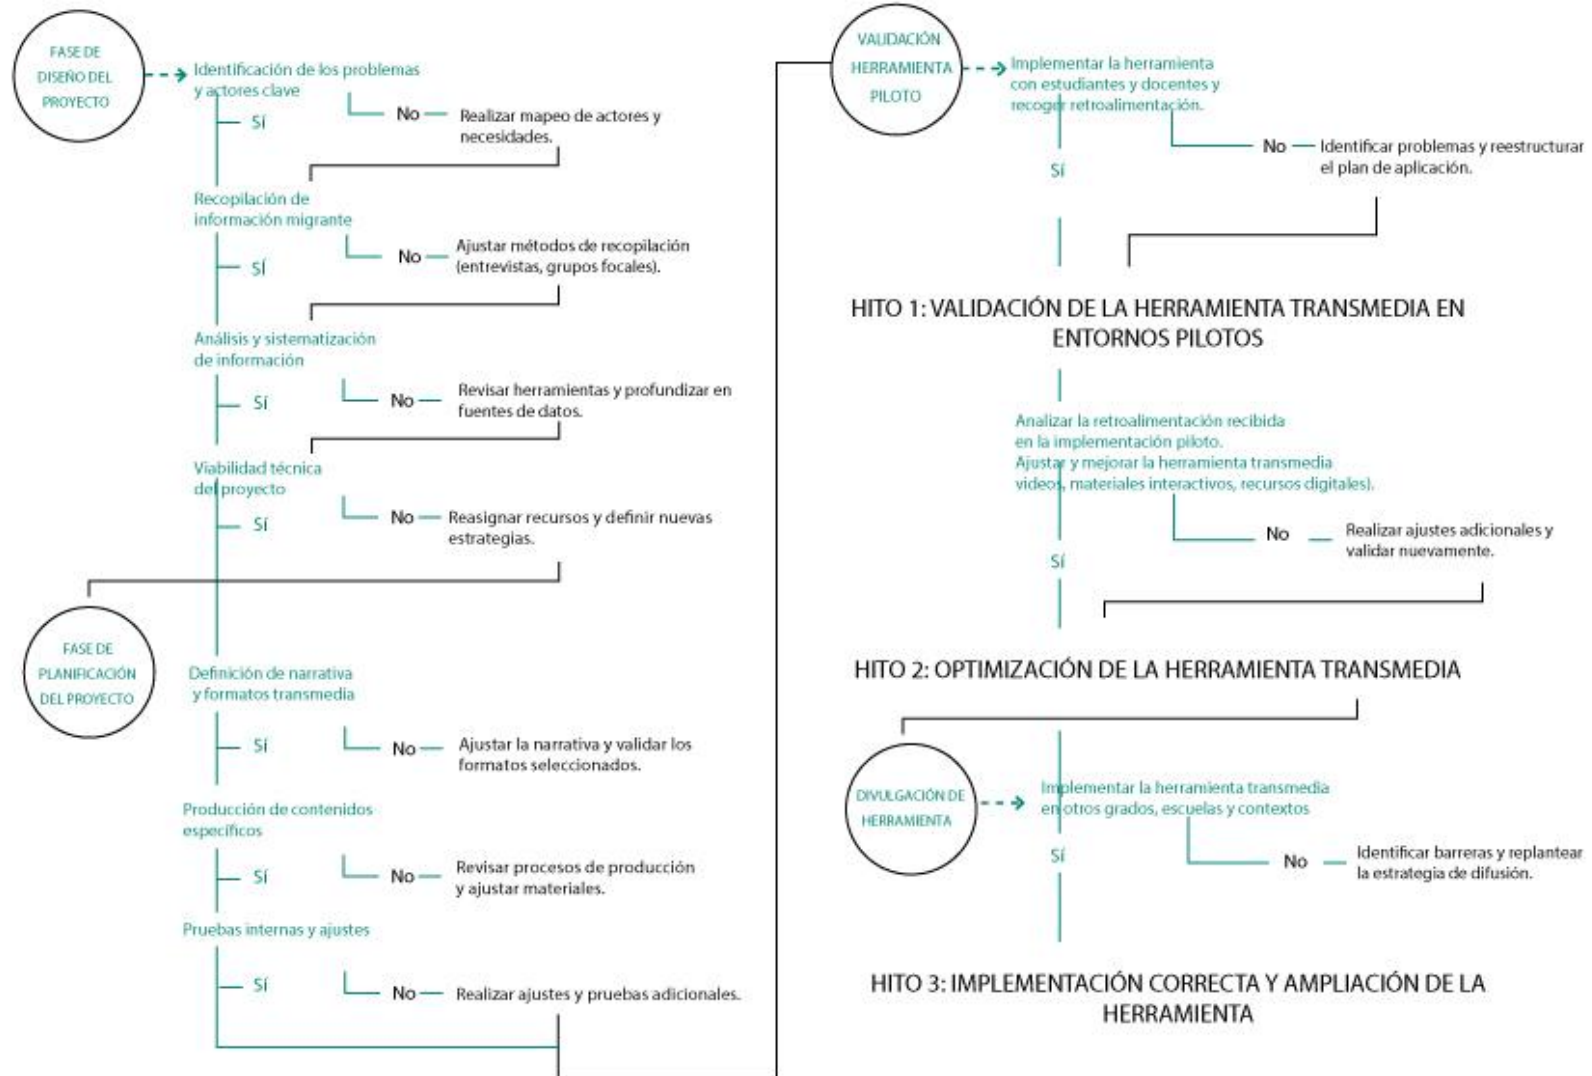 FASE DE
DISEÑO DEL
PROYECTO
Identificación de los problemas
y actores clave
Sí
No
Realizar mapeo de actores y
necesidades.
Recopilación de
información migrante
Sí
No
Ajustar métodos de recopilación
(entrevistas, grupos focales).
Análisis y sistematización
de información
Sí
No
Revisar herramientas y profundizar en
fuentes de datos.
Viabilidad técnica
del proyecto
Sí
No
Reasignar recursos y definir nuevas
estrategias.
FASE DE
PLANIFICACIÓN
DEL PROYECTO
Definición de narrativa
y formatos transmedia
Sí
No
Ajustar la narrativa y validar los
formatos seleccionados.
Producción de contenidos
específicos
Sí
No
Revisar procesos de producción
y ajustar materiales.
Pruebas internas y ajustes
Sí
No
Realizar ajustes y pruebas adicionales.
VALIDACIÓN
HERRAMIENTA
PILOTO
Implementar la herramienta
con estudiantes y docentes y
recoger retroalimentación.
Sí
No
Identificar problemas y reestructurar
el plan de aplicación.
HITO 1: VALIDACIÓN DE LA HERRAMIENTA TRANSMEDIA EN
ENTORNOS PILOTOS
Analizar la retroalimentación recibida
en la implementación piloto.
Ajustar y mejorar la herramienta transmedia
videos, materiales interactivos, recursos digitales).
Sí
No
Realizar ajustes adicionales y
validar nuevamente.
HITO 2: OPTIMIZACIÓN DE LA HERRAMIENTA TRANSMEDIA
DIVULGACIÓN DE
HERRAMIENTA
Implementar la herramienta transmedia
en otros grados, escuelas y contextos
Sí
No
Identificar barreras y replantear
la estrategia de difusión.
HITO 3: IMPLEMENTACIÓN CORRECTA Y AMPLIACIÓN DE LA
HERRAMIENTA